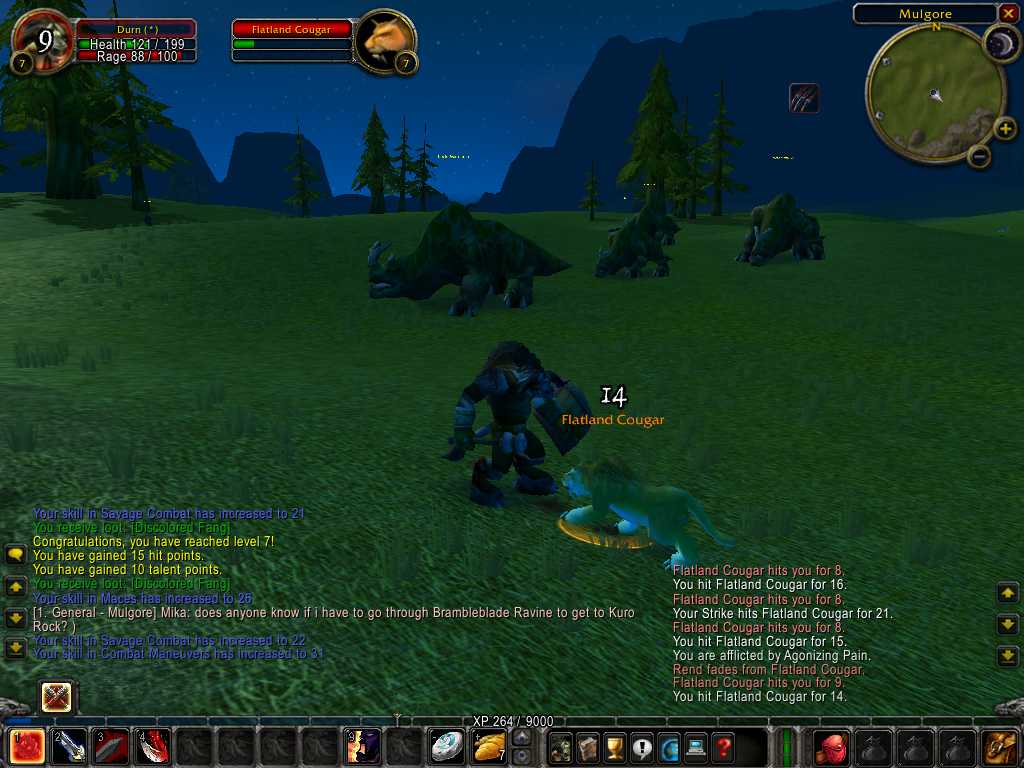 Mulgore
N
9
Durn (*)
Health 121 / 199
Rage 88 / 100
7
Flatland Cougar
7
14
Flatland Cougar
Your skill in Savage Combat has increased to 21
You receive loot: [Discolored Fang]
Congratulations, you have reached level 7!
You have gained 15 hit points.
You have gained 10 talent points.
You receive loot: [Discolored Fang]
Your skill in Maces has increased to 26
[1. General - Mulgore] Mika: does anyone know if i have to go through Brambleblade Ravine to get to Kuro
Rock? )
Your skill in Savage Combat has increased to 22
Your skill in Combat Maneuvers has increased to 31
Flatland Cougar hits you for 8.
You hit Flatland Cougar for 16.
Flatland Cougar hits you for 8.
Your Strike hits Flatland Cougar for 21.
Flatland Cougar hits you for 8.
You hit Flatland Cougar for 15.
You are afflicted by Agonizing Pain.
Rend fades from Flatland Cougar.
Flatland Cougar hits you for 9.
You hit Flatland Cougar for 14.
XP 264 / 9000
1 2 3 4 9 7